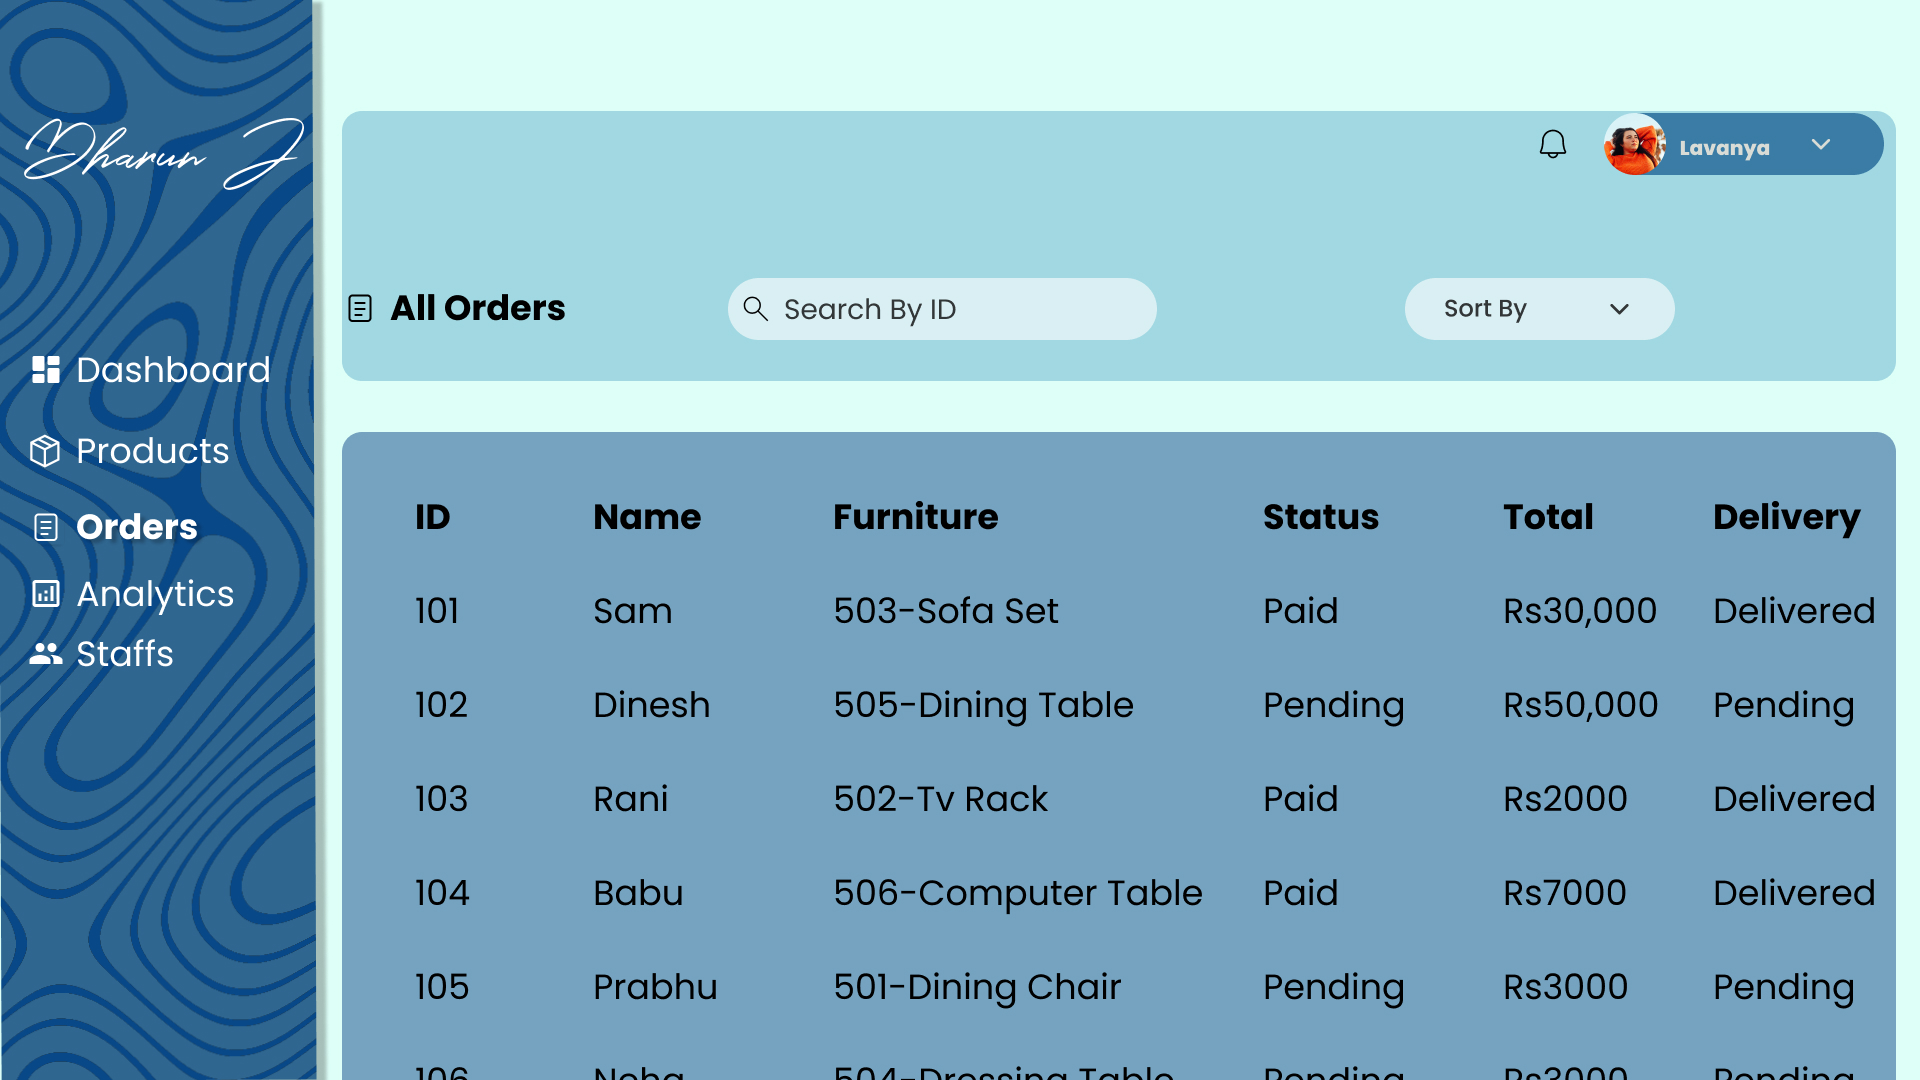 Dharun J
Lavanya
All Orders
Search By ID
Sort By
Dashboard
Products
Orders
Analytics
Staffs
ID Name Furniture Status Total Delivery
101 Sam 503-Sofa Set Paid Rs30,000 Delivered
102 Dinesh 505-Dining Table Pending Rs50,000 Pending
103 Rani 502-Tv Rack Paid Rs2000 Delivered
104 Babu 506-Computer Table Paid Rs7000 Delivered
105 Prabhu 501-Dining Chair Pending Rs3000 Pending
106 Neha 504-Dressing Table Pending Rs3000 Pending